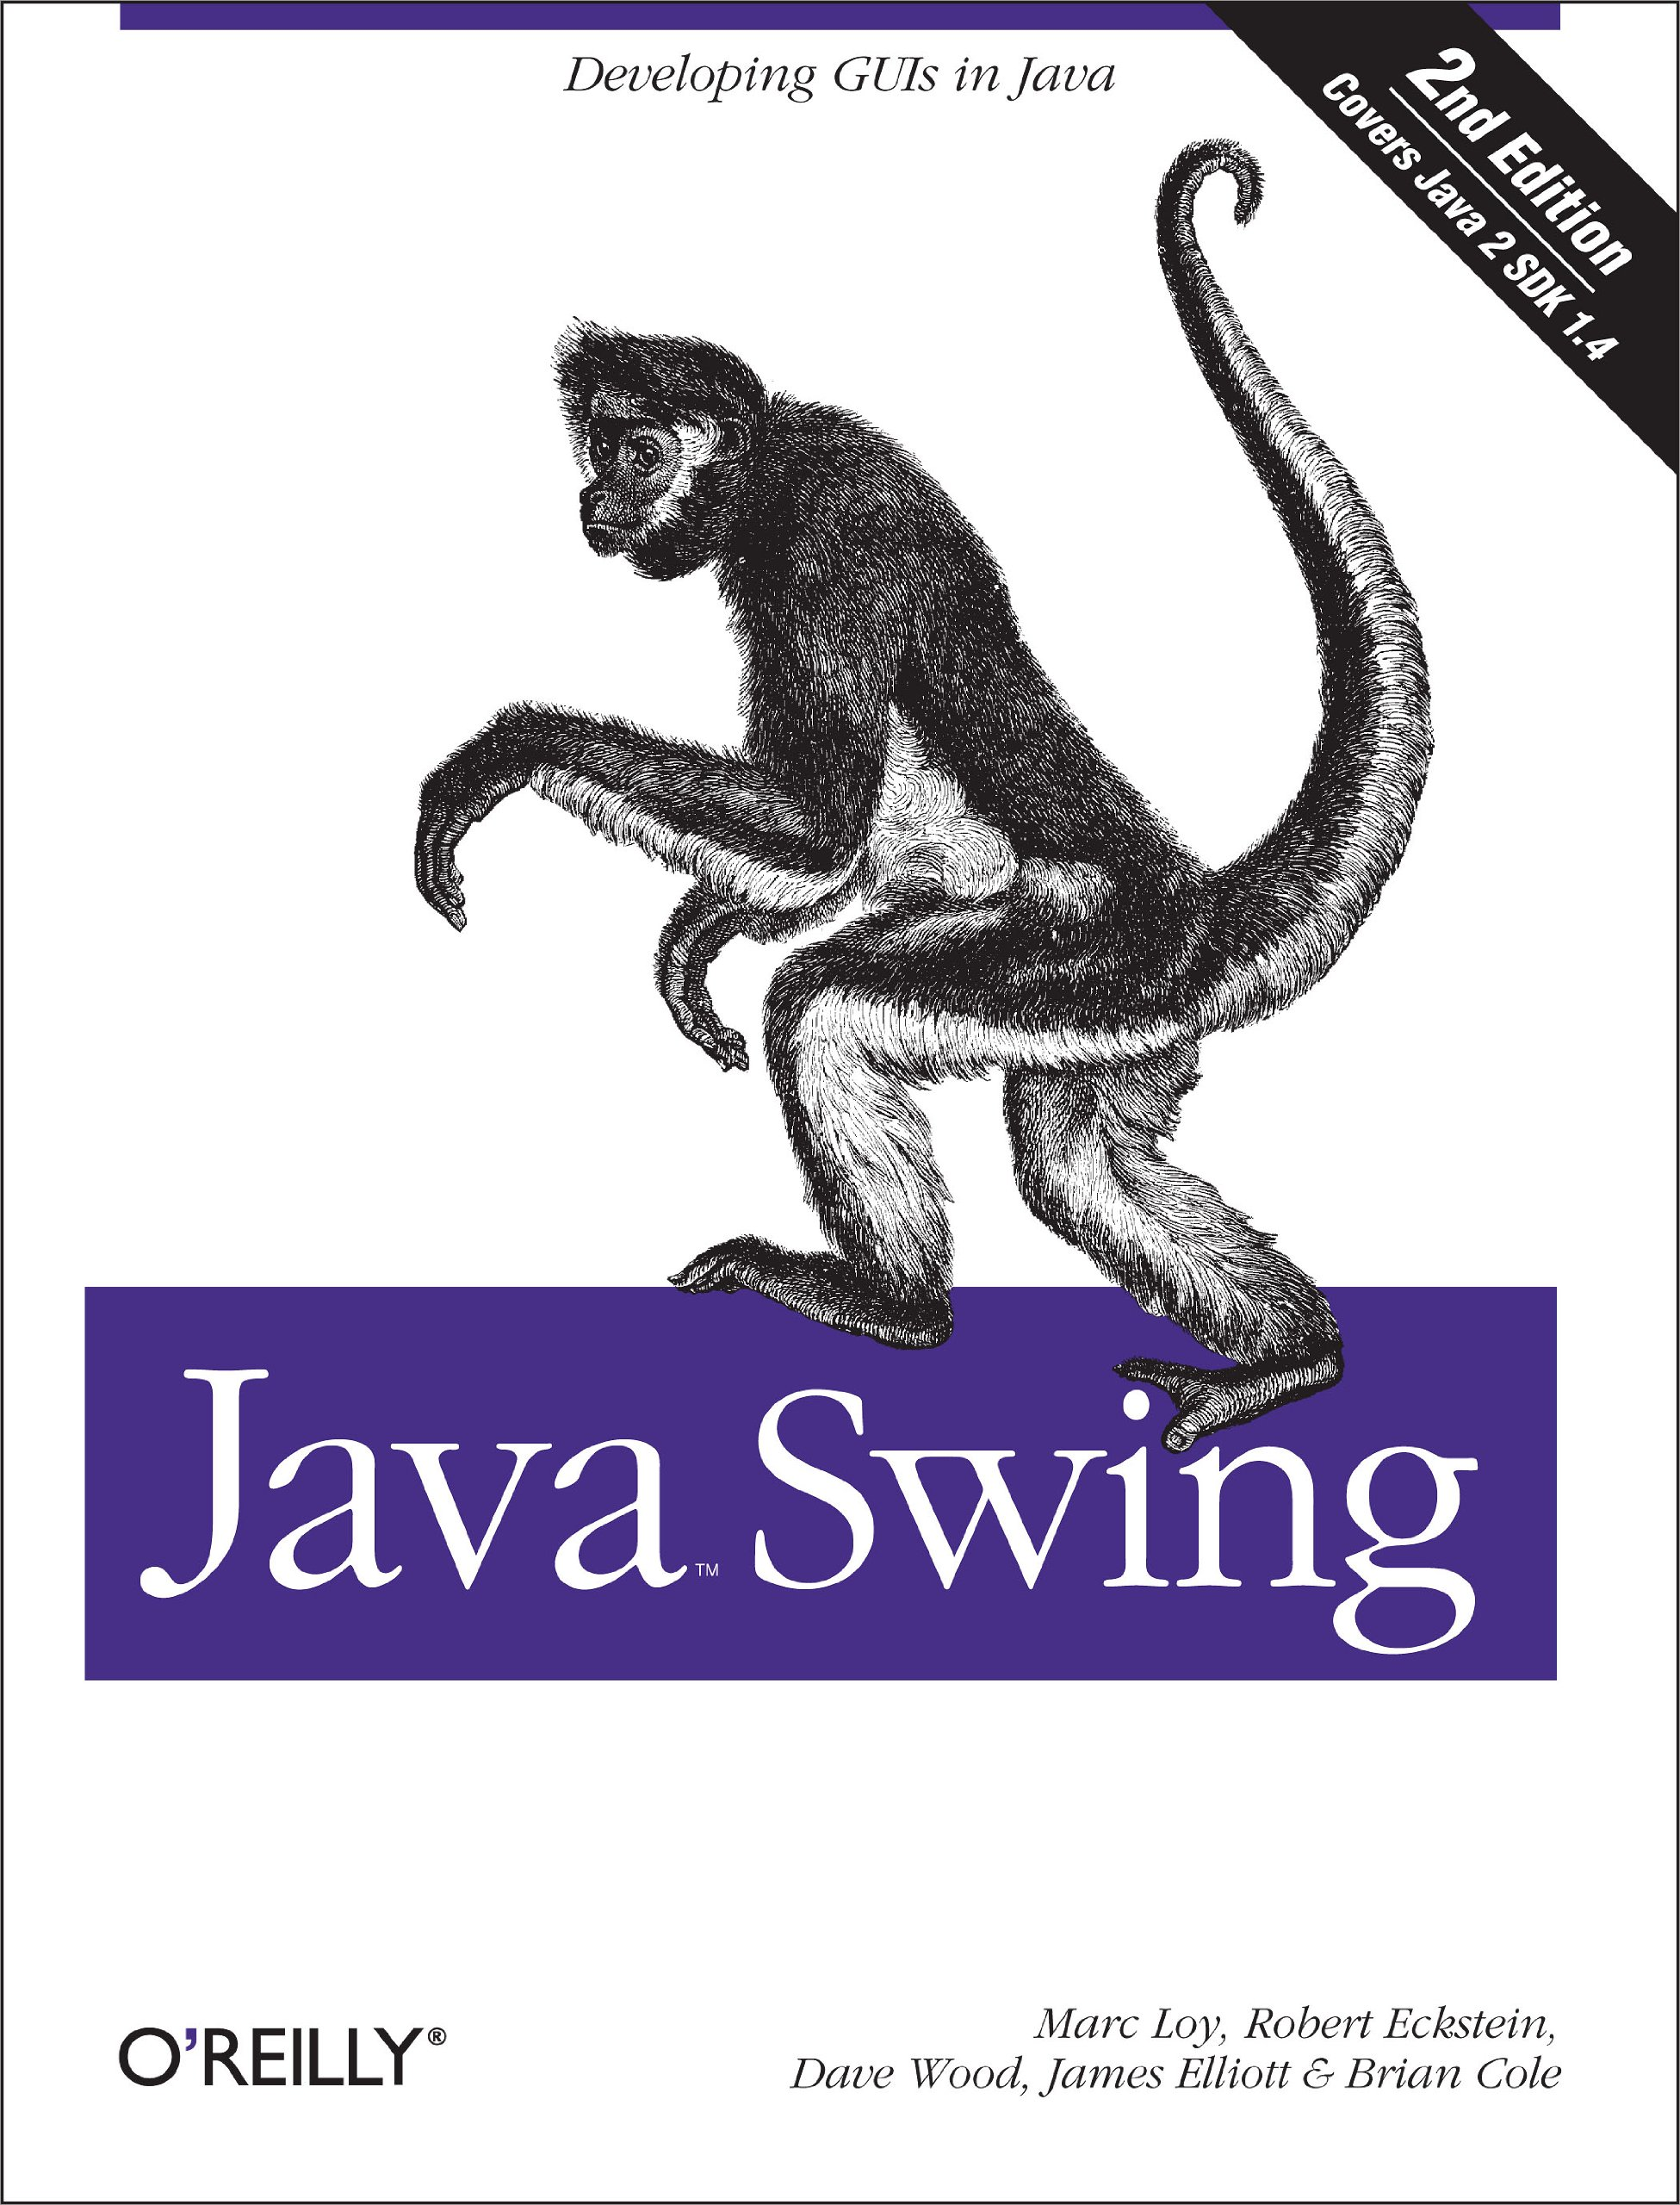 Developing GUIs in Java
2nd Edition
Covers Java 2 SDK 1.4
Java™ Swing
O'REILLY®
Marc Loy, Robert Eckstein,
Dave Wood, James Elliott & Brian Cole